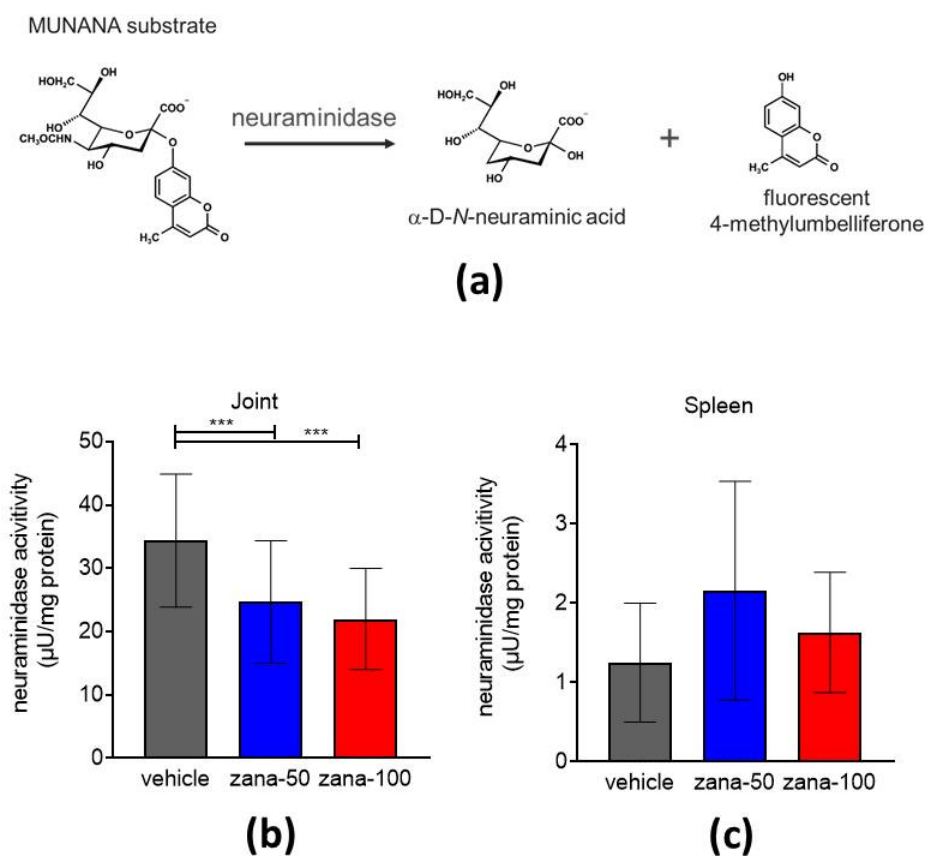 MUNANA substrate
HOH₂C
OH
COO⁻
HO
CH₃OCHN
O
O
HO
O
O
H₃C
neuraminidase
HOH₂C
OH
COO⁻
HO
O
OH
HO
α-D-N-neuraminic acid
+
OH
H₃C
O
O
fluorescent
4-methylumbelliferone
(a)
Joint
***
***
neuraminidase acivitivity
(µU/mg protein)
50
40
30
20
10
0
vehicle
zana-50
zana-100
(b)
Spleen
neuraminidase acivitivity
(µU/mg protein)
4
3
2
1
0
vehicle
zana-50
zana-100
(c)